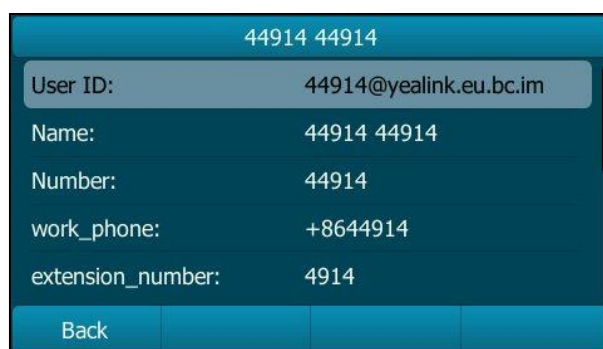 44914 44914
User ID: 44914@yealink.eu.bc.im
Name: 44914 44914
Number: 44914
work_phone: +8644914
extension_number: 4914
Back